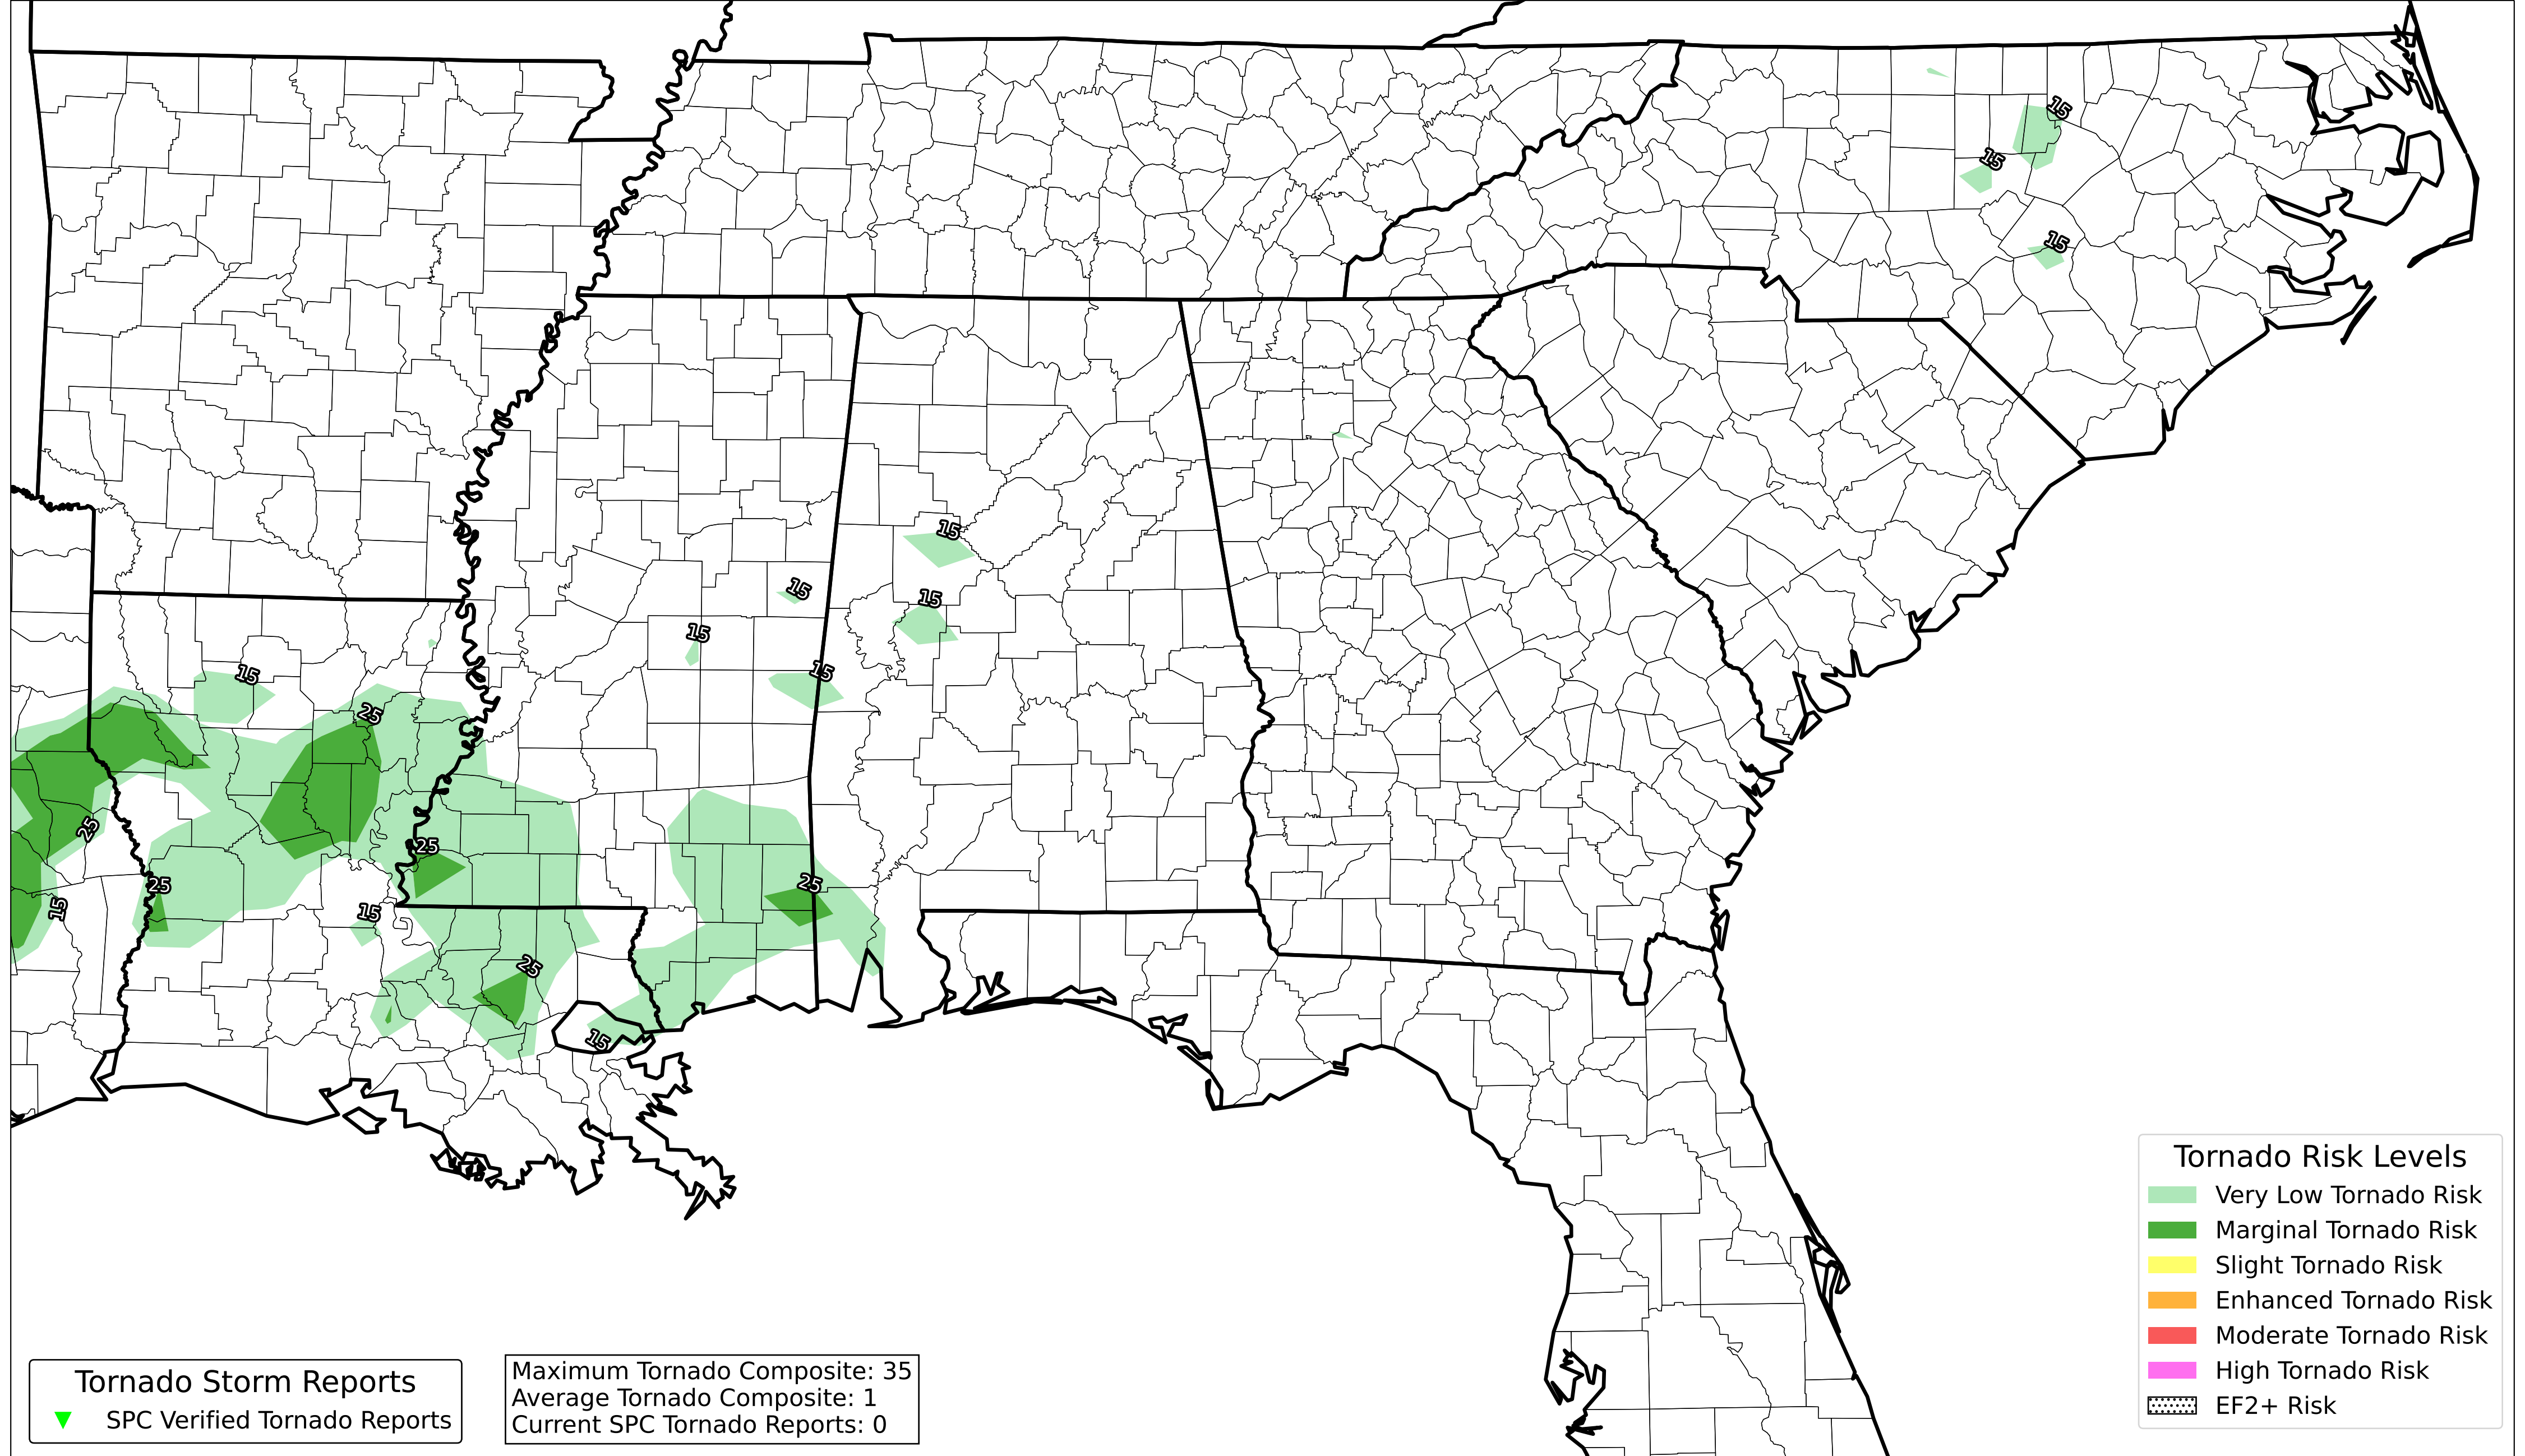 15
15
15
15
15
15
15
15
15
25
25
25
25
25
15
15
25
15
Tornado Risk Levels
Very Low Tornado Risk
Marginal Tornado Risk
Slight Tornado Risk
Enhanced Tornado Risk
Moderate Tornado Risk
High Tornado Risk
EF2+ Risk
Tornado Storm Reports
SPC Verified Tornado Reports
Maximum Tornado Composite: 35
Average Tornado Composite: 1
Current SPC Tornado Reports: 0